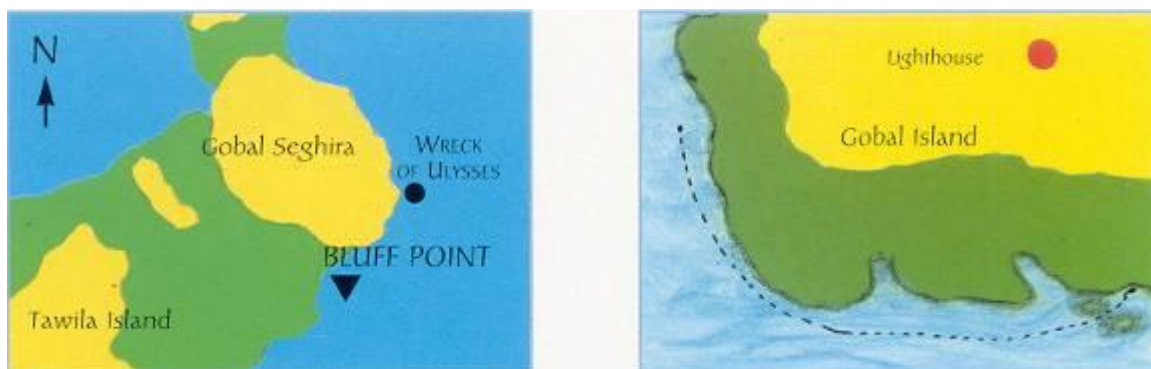 N
Gobal Seghira
WRECK
OF ULYSSES
BLUFF POINT
Tawila Island
Lighthouse
Gobal Island